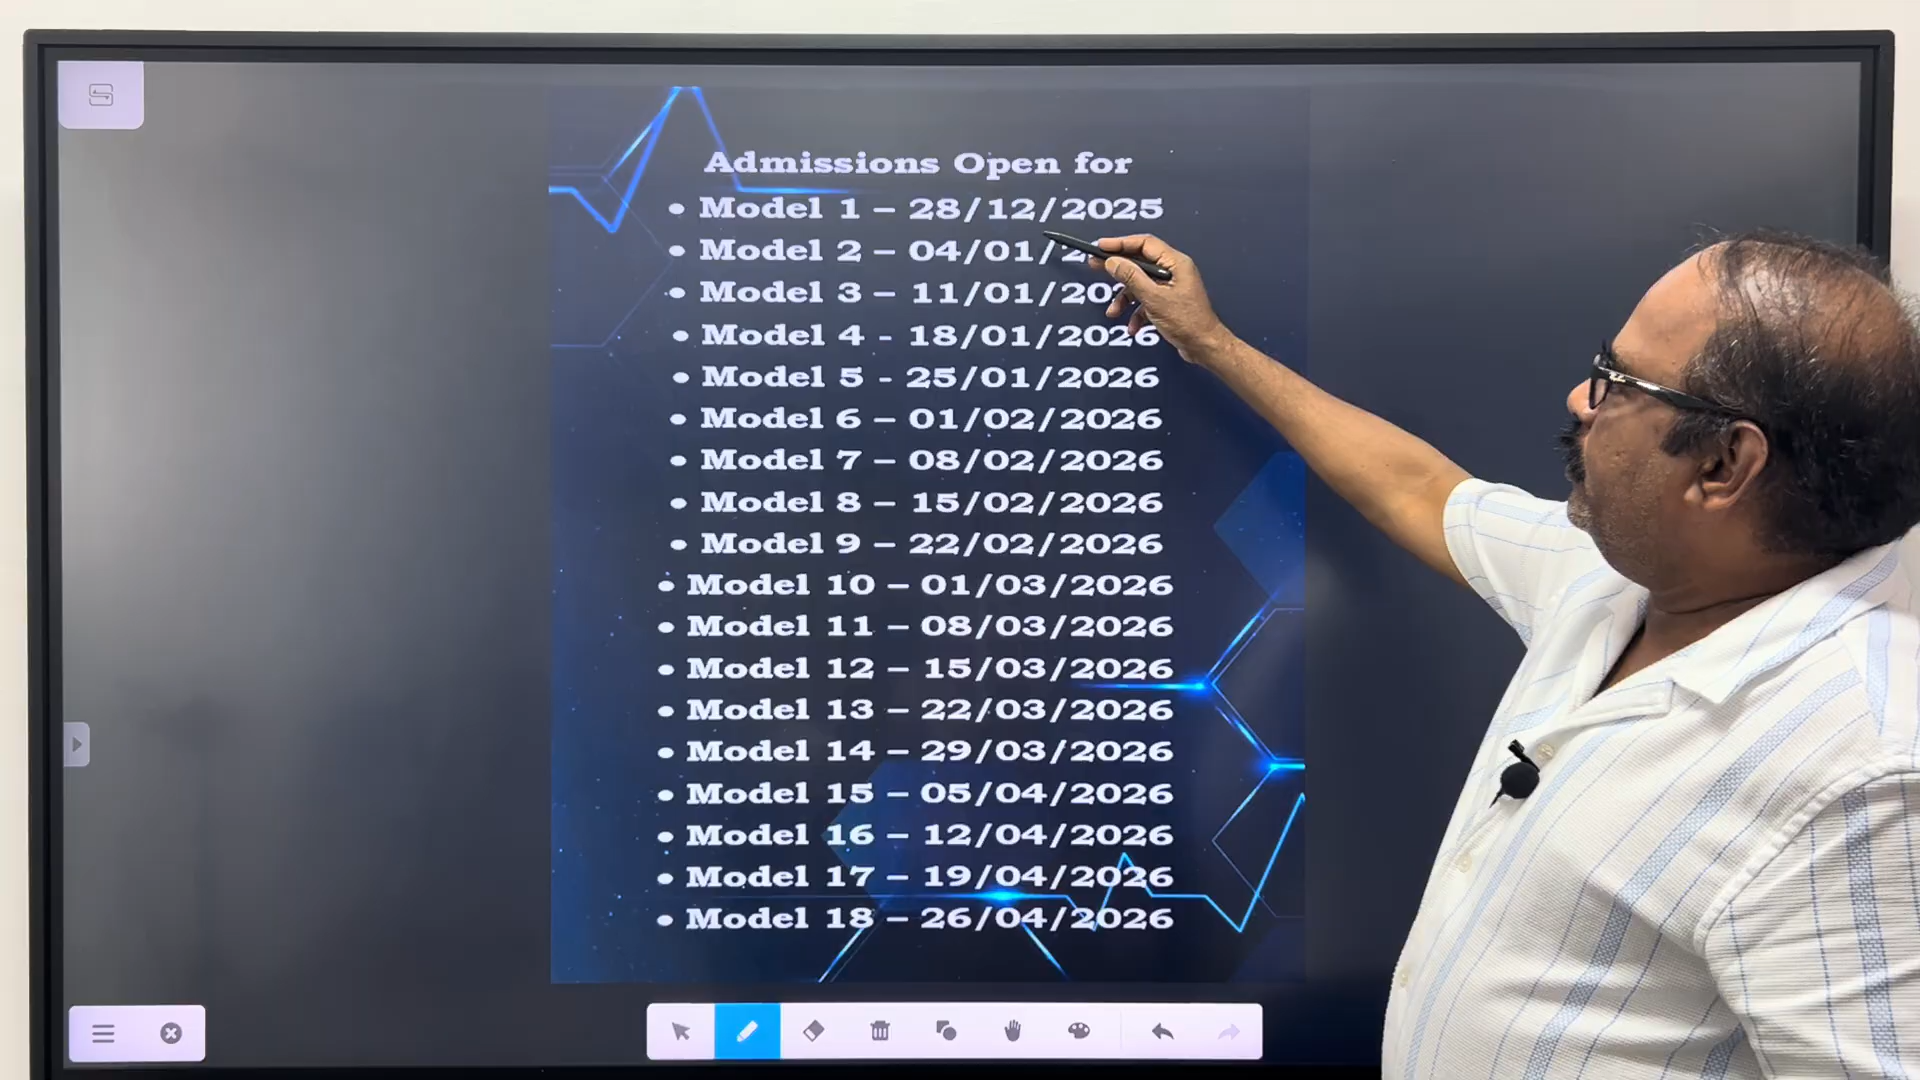 Admissions Open for
• Model 1 – 28/12/2025
• Model 2 – 04/01/2
• Model 3 – 11/01/202
• Model 4 - 18/01/2026
• Model 5 - 25/01/2026
• Model 6 – 01/02/2026
• Model 7 – 08/02/2026
• Model 8 – 15/02/2026
• Model 9 – 22/02/2026
• Model 10 – 01/03/2026
• Model 11 – 08/03/2026
• Model 12 – 15/03/2026
• Model 13 – 22/03/2026
• Model 14 – 29/03/2026
• Model 15 – 05/04/2026
• Model 16 – 12/04/2026
• Model 17 – 19/04/2026
• Model 18 – 26/04/2026